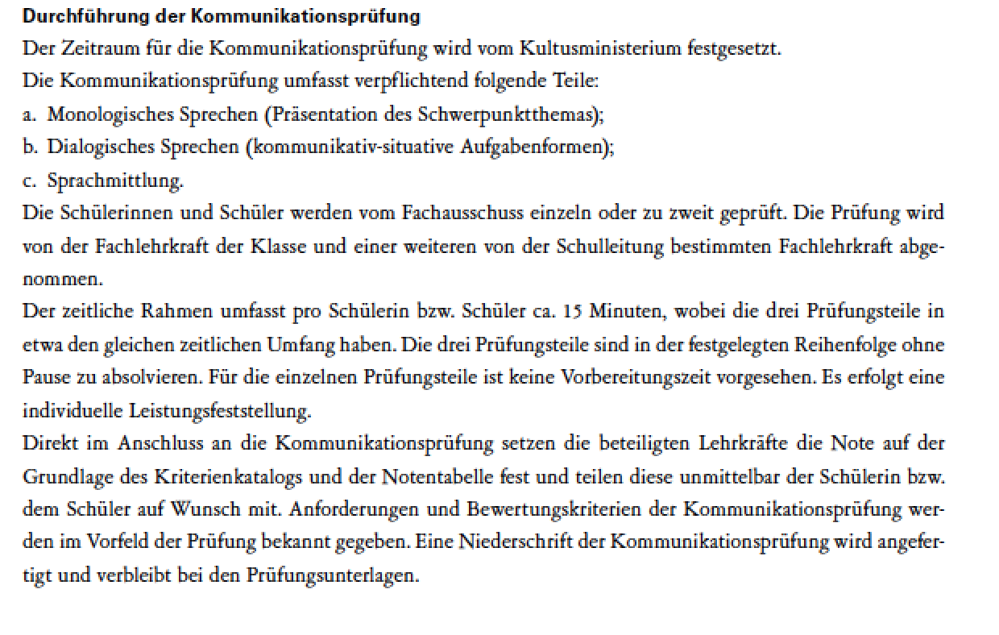 Durchführung der Kommunikationsprüfung
Der Zeitraum für die Kommunikationsprüfung wird vom Kultusministerium festgesetzt.
Die Kommunikationsprüfung umfasst verpflichtend folgende Teile:
a. Monologisches Sprechen (Präsentation des Schwerpunktthemas);
b. Dialogisches Sprechen (kommunikativ-situative Aufgabenformen);
c. Sprachmittlung.
Die Schülerinnen und Schüler werden vom Fachausschuss einzeln oder zu zweit geprüft. Die Prüfung wird
von der Fachlehrkraft der Klasse und einer weiteren von der Schulleitung bestimmten Fachlehrkraft abge-
nommen.
Der zeitliche Rahmen umfasst pro Schülerin bzw. Schüler ca. 15 Minuten, wobei die drei Prüfungsteile in
etwa den gleichen zeitlichen Umfang haben. Die drei Prüfungsteile sind in der festgelegten Reihenfolge ohne
Pause zu absolvieren. Für die einzelnen Prüfungsteile ist keine Vorbereitungszeit vorgesehen. Es erfolgt eine
individuelle Leistungsfeststellung.
Direkt im Anschluss an die Kommunikationsprüfung setzen die beteiligten Lehrkräfte die Note auf der
Grundlage des Kriterienkatalogs und der Notentabelle fest und teilen diese unmittelbar der Schülerin bzw.
dem Schüler auf Wunsch mit. Anforderungen und Bewertungskriterien der Kommunikationsprüfung wer-
den im Vorfeld der Prüfung bekannt gegeben. Eine Niederschrift der Kommunikationsprüfung wird angefer-
tigt und verbleibt bei den Prüfungsunterlagen.